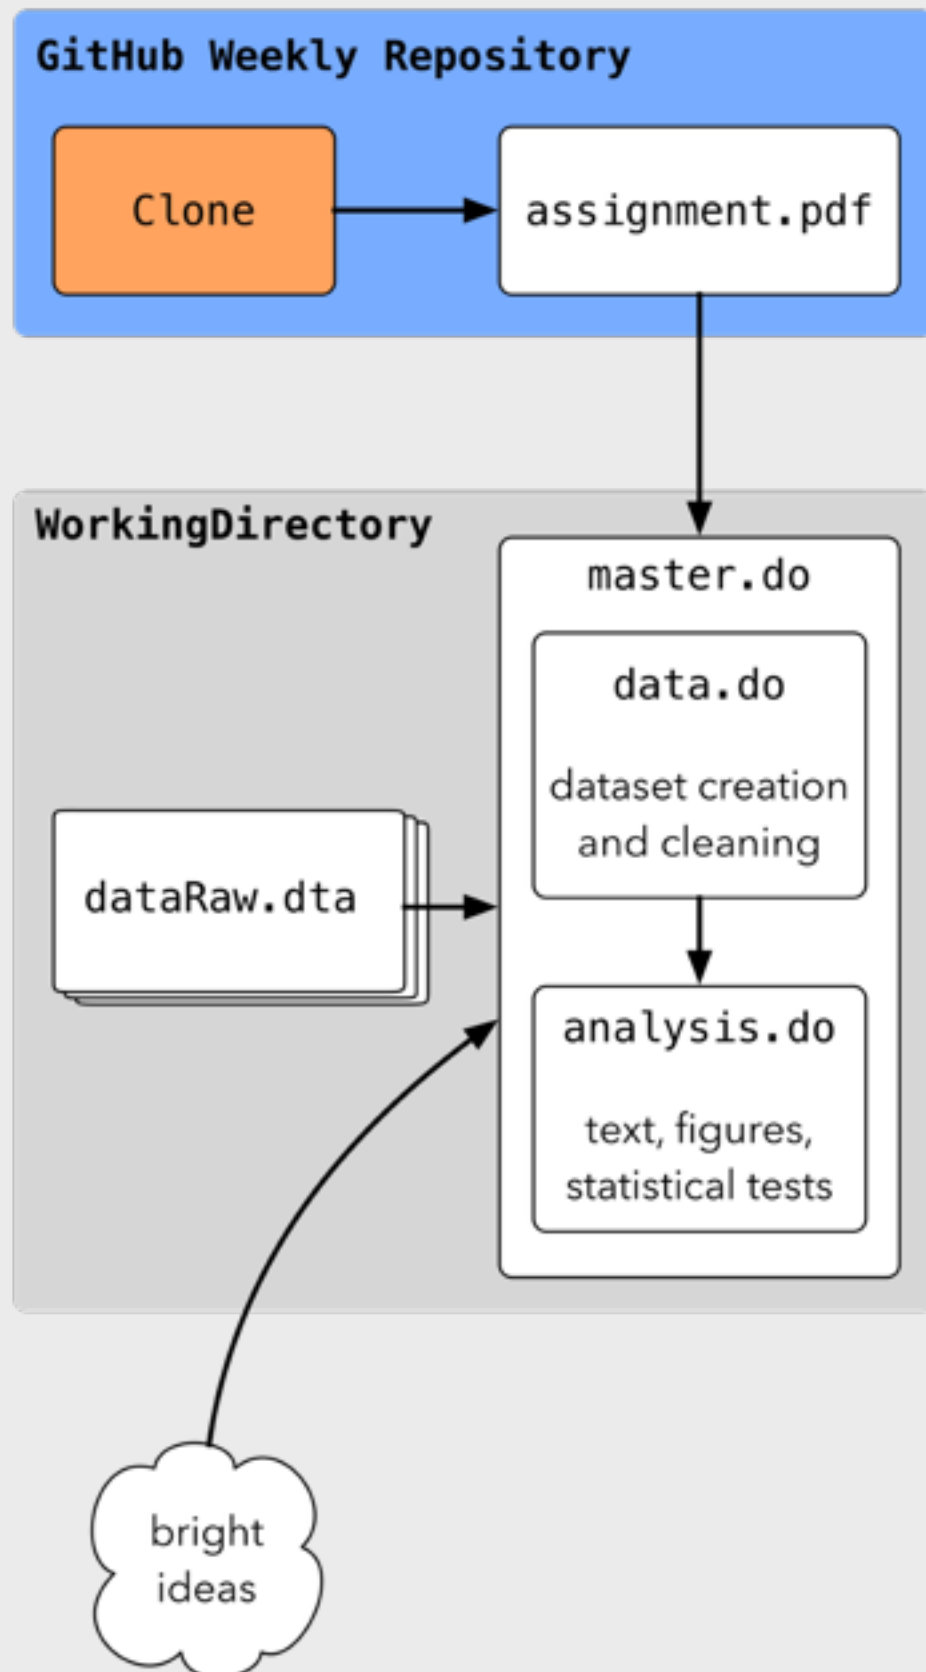 GitHub Weekly Repository
Clone
assignment.pdf
WorkingDirectory
master.do
data.do
dataset creation
and cleaning
dataRaw.dta
analysis.do
text, figures,
statistical tests
bright
ideas